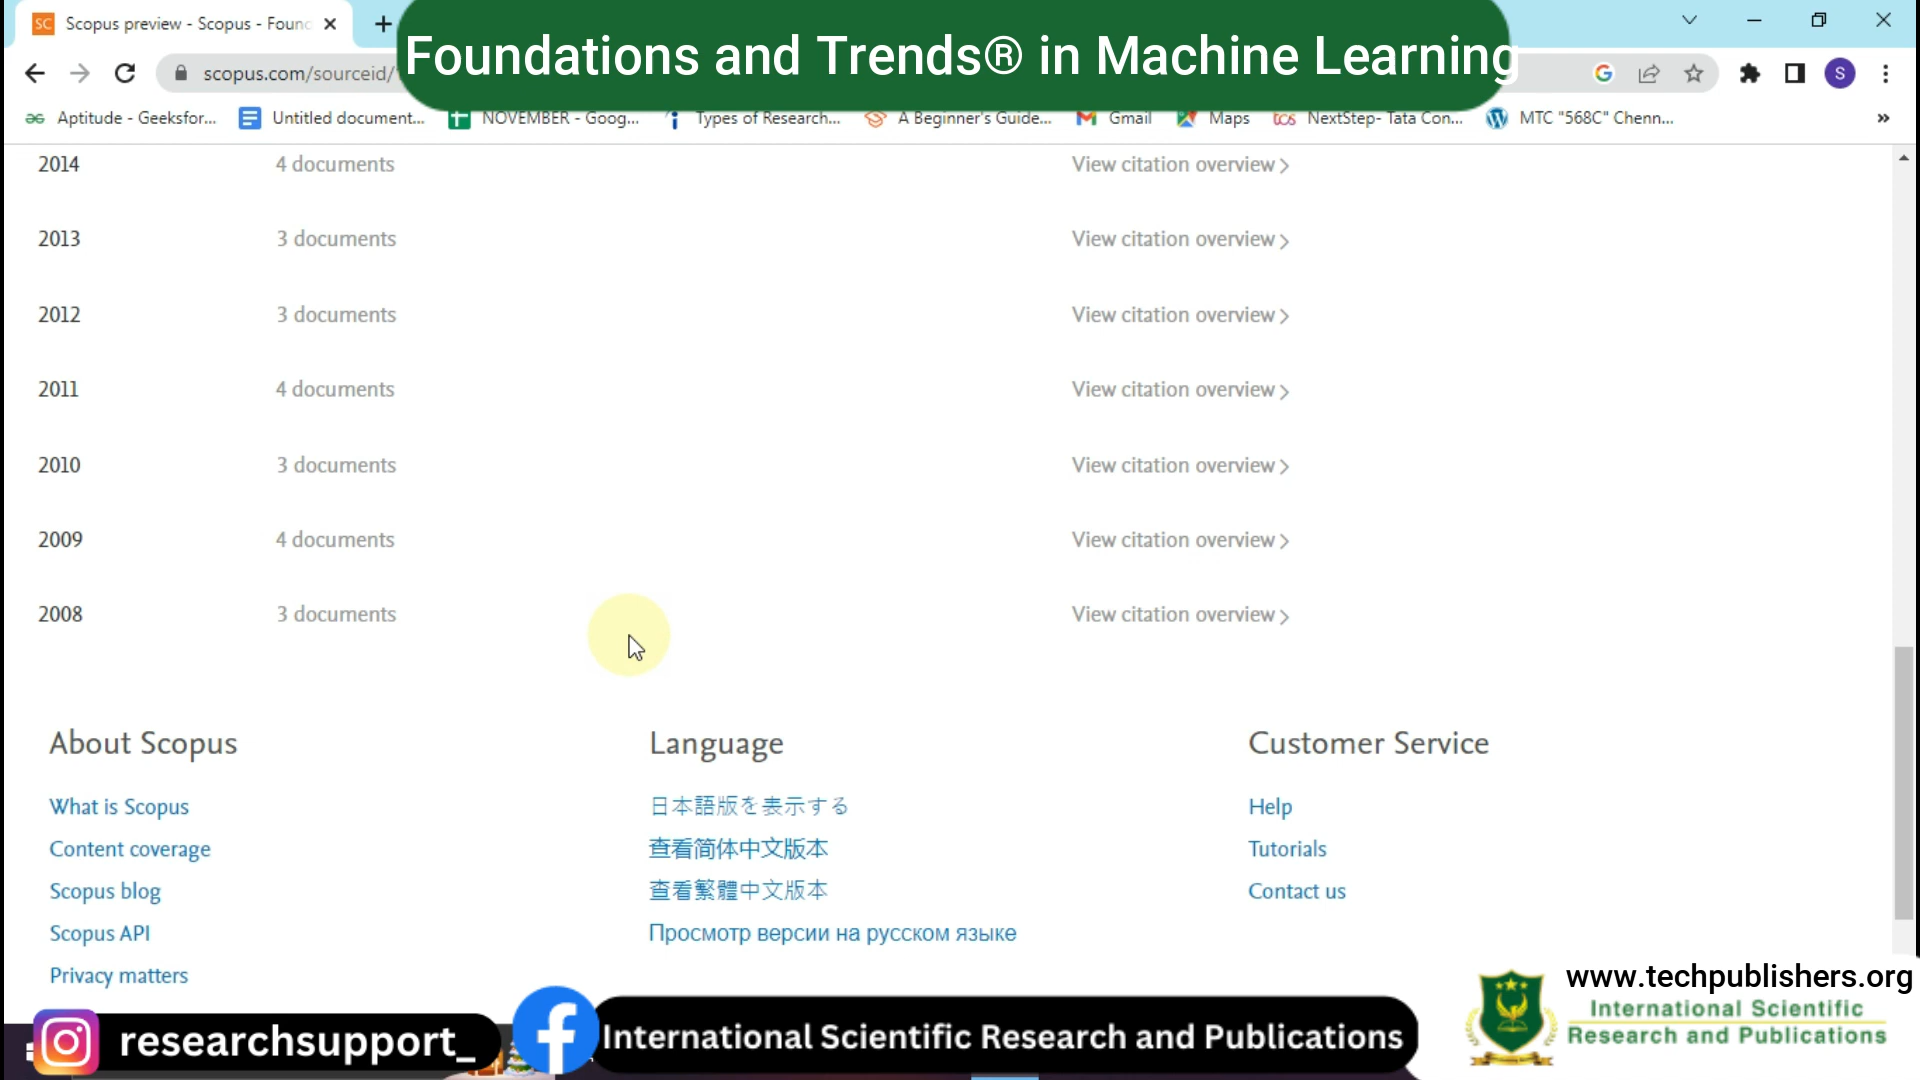 SC Scopus preview - Scopus - Foun
Foundations and Trends® in Machine Learning
scopus.com/sourceid/
S
Aptitude - Geeksfor... Untitled document... NOVEMBER - Goog... Types of Research... A Beginner's Guide... Gmail Maps tcs NextStep- Tata Con... MTC "568C" Chenn... »
2014 4 documents View citation overview >
2013 3 documents View citation overview >
2012 3 documents View citation overview >
2011 4 documents View citation overview >
2010 3 documents View citation overview >
2009 4 documents View citation overview >
2008 3 documents View citation overview >
About Scopus
What is Scopus
Content coverage
Scopus blog
Scopus API
Privacy matters
Language
日本語版を表示する
查看简体中文版本
查看繁體中文版本
Просмотр версии на русском языке
Customer Service
Help
Tutorials
Contact us
researchsupport_
International Scientific Research and Publications
www.techpublishers.org
International Scientific
Research and Publications